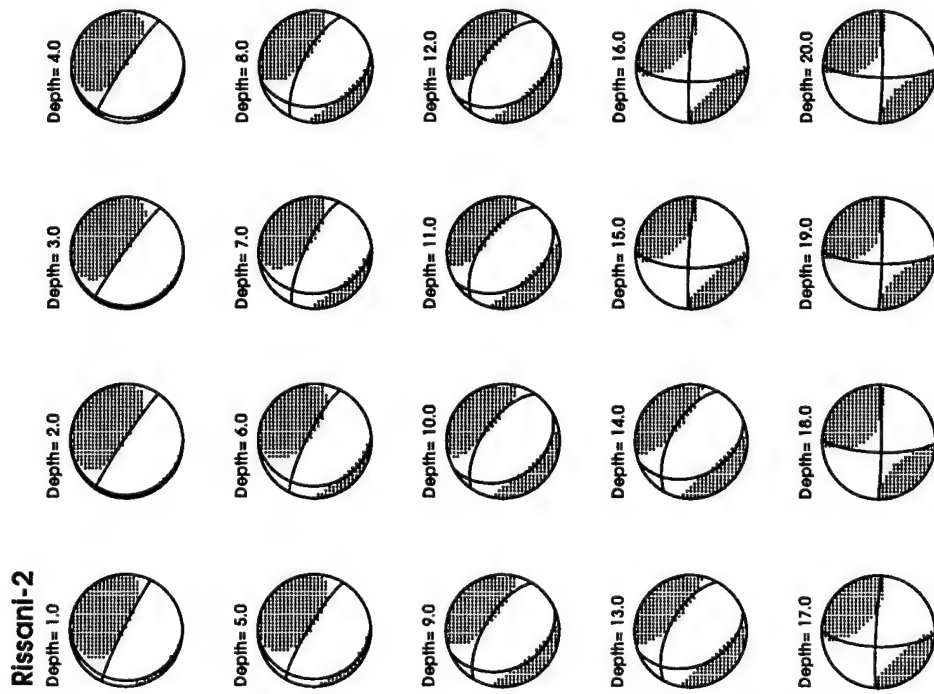 Rissani-2
Depth= 1.0
Depth= 2.0
Depth= 3.0
Depth= 4.0
Depth= 5.0
Depth= 6.0
Depth= 7.0
Depth= 8.0
Depth= 9.0
Depth= 10.0
Depth= 11.0
Depth= 12.0
Depth= 13.0
Depth= 14.0
Depth= 15.0
Depth= 16.0
Depth= 17.0
Depth= 18.0
Depth= 19.0
Depth= 20.0